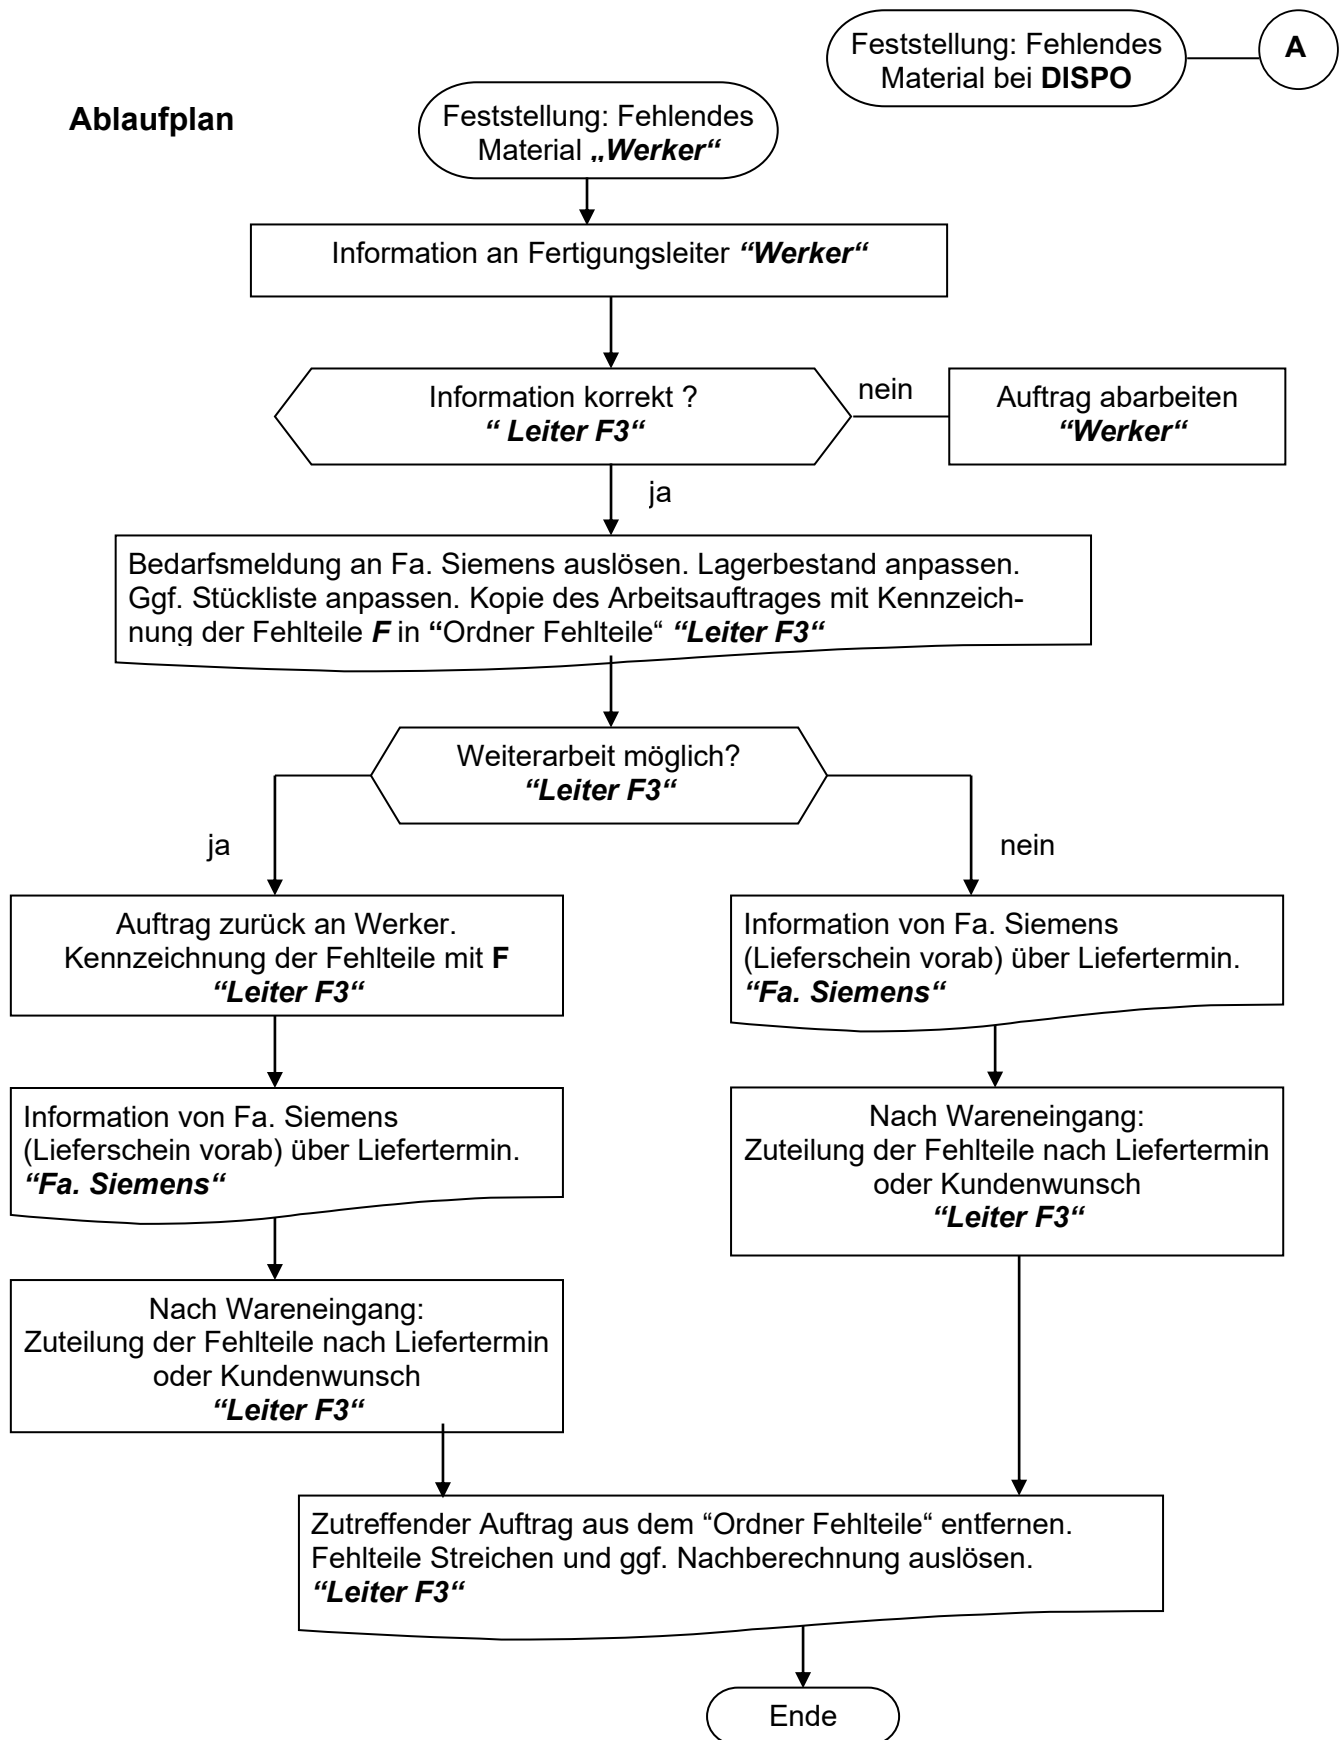 Feststellung: Fehlendes
Material bei DISPO
A
Ablaufplan
Feststellung: Fehlendes
Material „Werker“
Information an Fertigungsleiter “Werker“
Information korrekt ?
“ Leiter F3“
nein
Auftrag abarbeiten
“Werker“
ja
Bedarfsmeldung an Fa. Siemens auslösen. Lagerbestand anpassen.
Ggf. Stückliste anpassen. Kopie des Arbeitsauftrages mit Kennzeich-
nung der Fehlteile F in “Ordner Fehlteile“ “Leiter F3“
Weiterarbeit möglich?
“Leiter F3“
ja
nein
Auftrag zurück an Werker.
Kennzeichnung der Fehlteile mit F
“Leiter F3“
Information von Fa. Siemens
(Lieferschein vorab) über Liefertermin.
“Fa. Siemens“
Information von Fa. Siemens
(Lieferschein vorab) über Liefertermin.
“Fa. Siemens“
Nach Wareneingang:
Zuteilung der Fehlteile nach Liefertermin
oder Kundenwunsch
“Leiter F3“
Nach Wareneingang:
Zuteilung der Fehlteile nach Liefertermin
oder Kundenwunsch
“Leiter F3“
Zutreffender Auftrag aus dem “Ordner Fehlteile“ entfernen.
Fehlteile Streichen und ggf. Nachberechnung auslösen.
“Leiter F3“
Ende